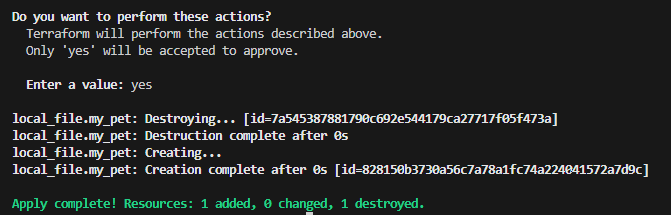 Do you want to perform these actions?
Terraform will perform the actions described above.
Only 'yes' will be accepted to approve.
Enter a value: yes
local_file.my_pet: Destroying... [id=7a545387881790c692e544179ca27717f05f473a]
local_file.my_pet: Destruction complete after 0s
local_file.my_pet: Creating...
local_file.my_pet: Creation complete after 0s [id=828150b3730a56c7a78a1fc74a224041572a7d9c]
Apply complete! Resources: 1 added, 0 changed, 1 destroyed.